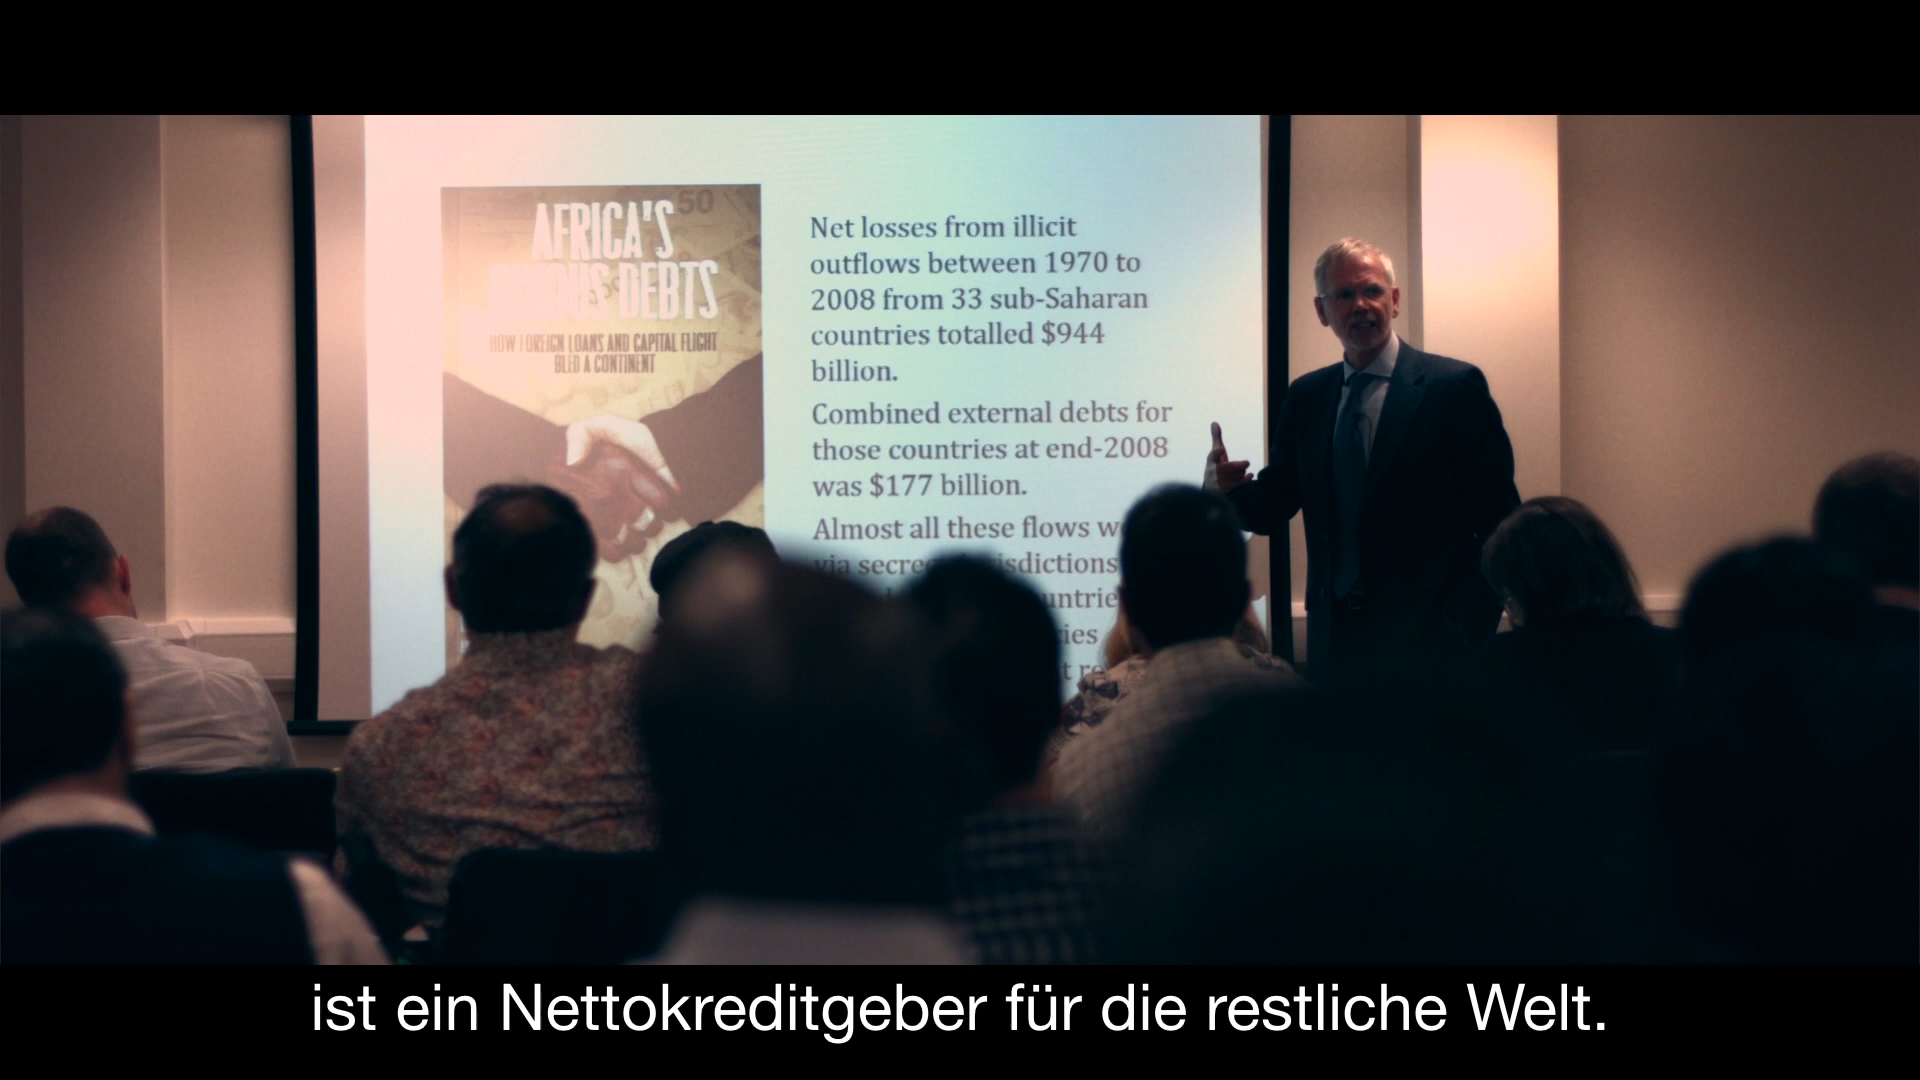 50
AFRICA'S
DEBTS
HOW FOREIGN LOANS AND CAPITAL FLIGHT
BLED A CONTINENT
Net losses from illicit
outflows between 1970 to
2008 from 33 sub-Saharan
countries totalled $944
billion.
Combined external debts for
those countries at end-2008
was $177 billion.
Almost all these flows
via
ist ein Nettokreditgeber für die restliche Welt.